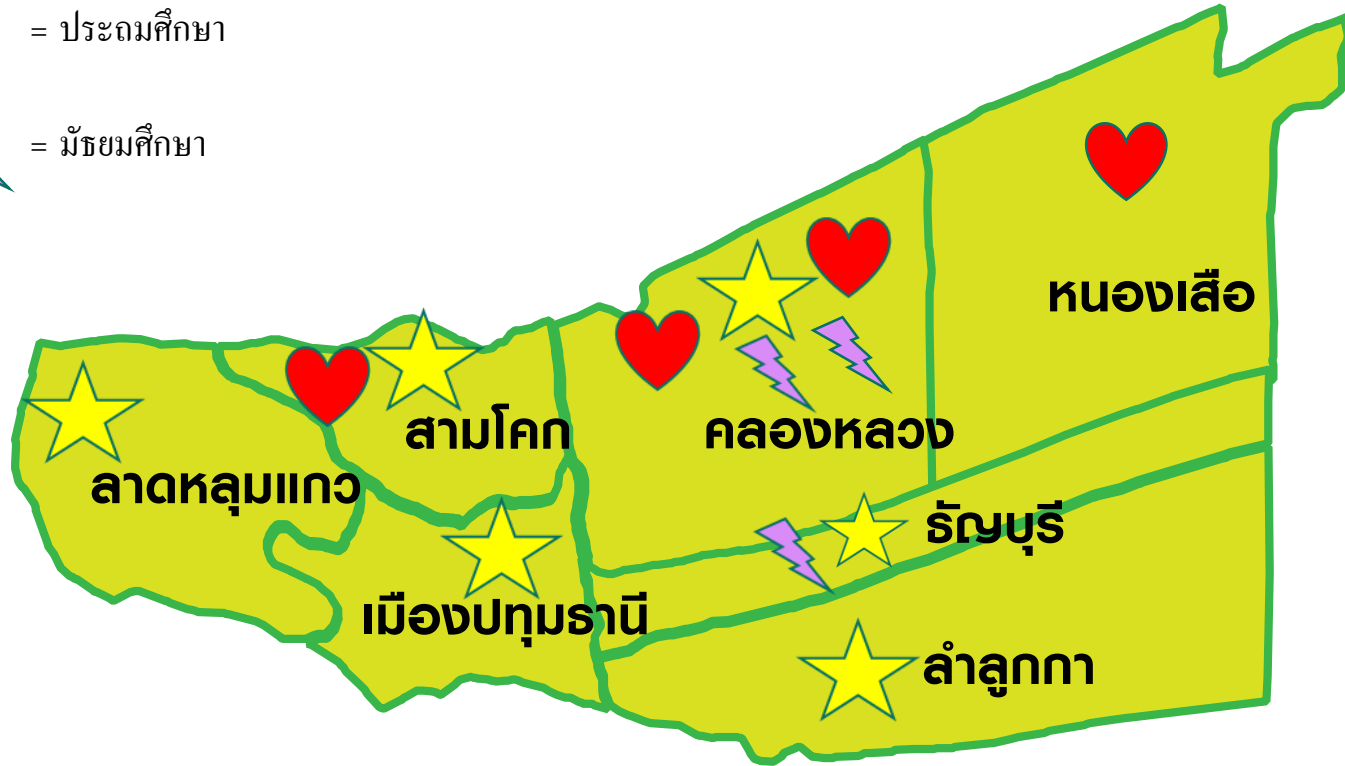 = ประถมศึกษา
= มัธยมศึกษา
หนองเสือ
สามโคก
คลองหลวง
ลาดหลุมแกว
ธัญบุรี
เมืองปทุมธานี
ลำลูกกา